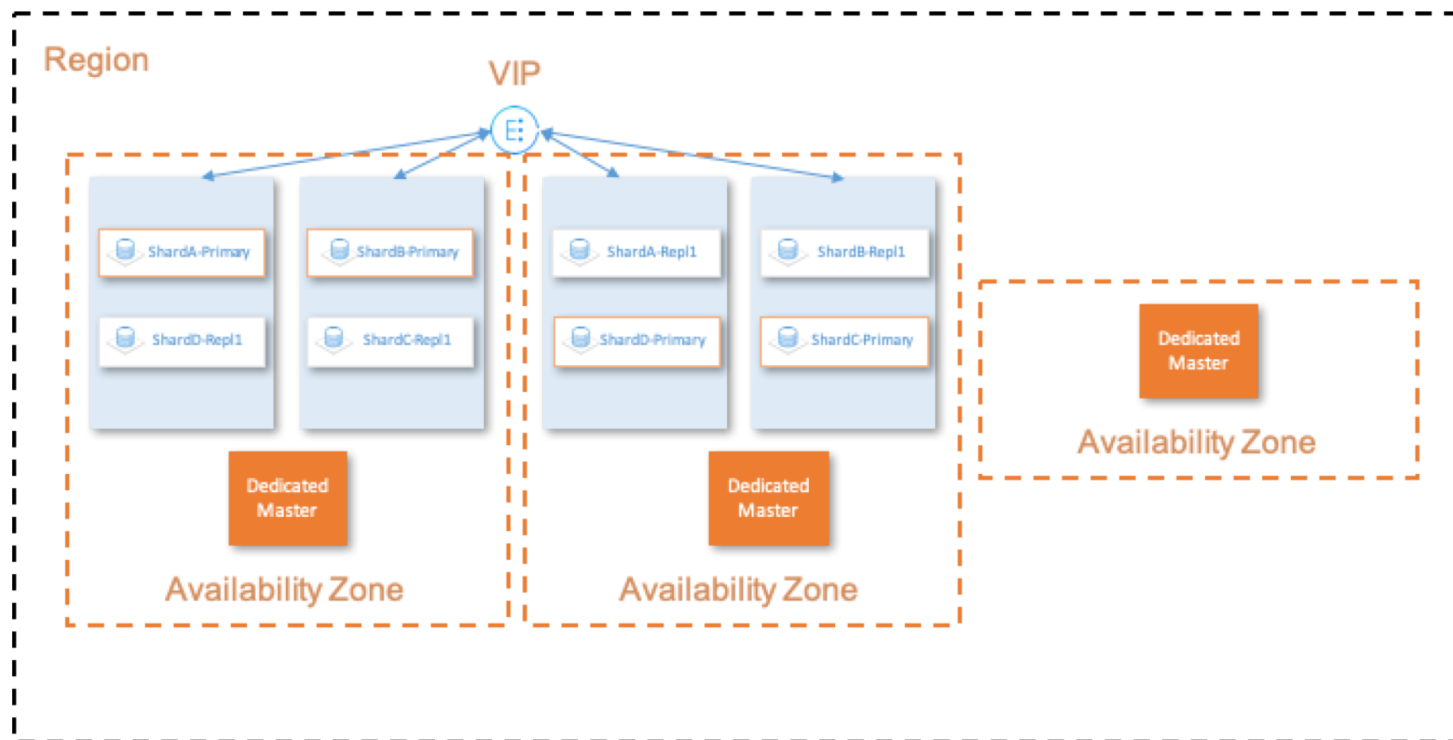 Region
VIP
ShardA-Primary
ShardB-Primary
ShardA-Repl1
ShardB-Repl1
ShardD-Repl1
ShardC-Repl1
ShardD-Primary
ShardC-Primary
Dedicated
Master
Availability Zone
Dedicated
Master
Availability Zone
Dedicated
Master
Availability Zone